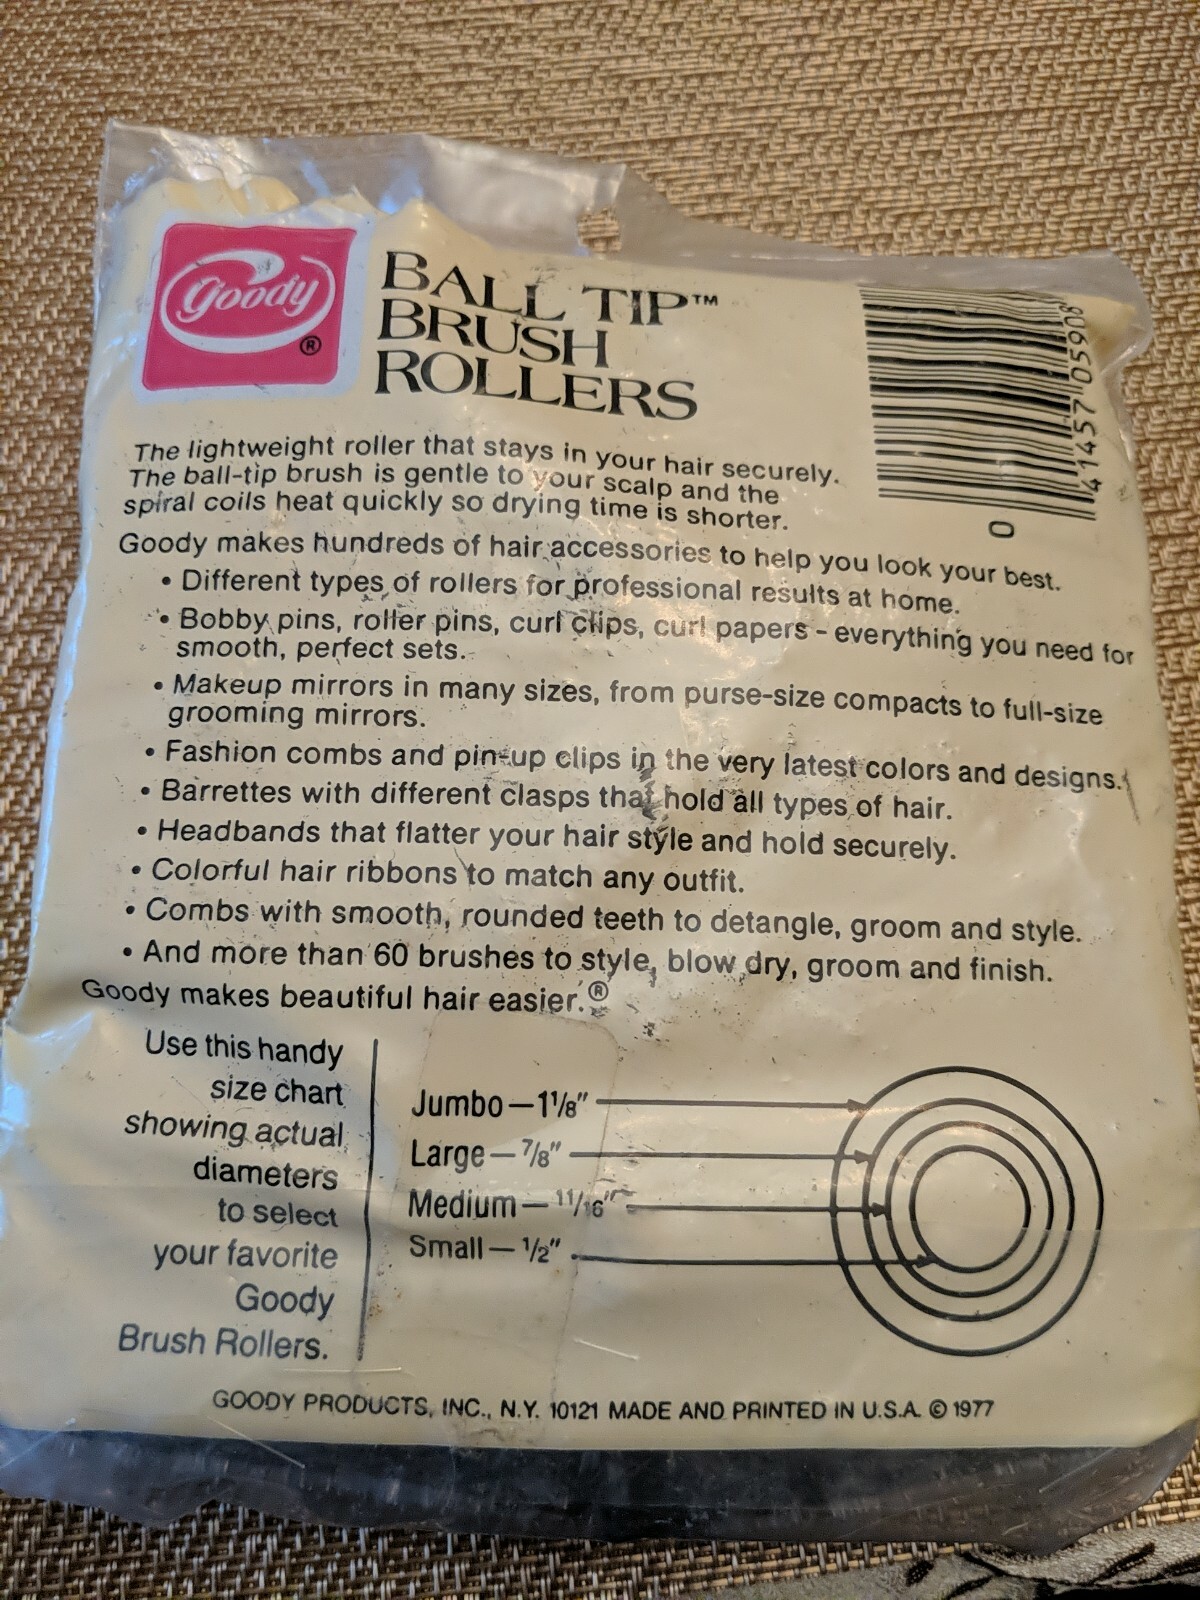 goody
®
BALL TIP™
BRUSH
ROLLERS
41457 05908
0
The lightweight roller that stays in your hair securely.
The ball-tip brush is gentle to your scalp and the
spiral coils heat quickly so drying time is shorter.
Goody makes hundreds of hair accessories to help you look your best.
• Different types of rollers for professional results at home.
• Bobby pins, roller pins, curl clips, curl papers - everything you need for
smooth, perfect sets.
• Makeup mirrors in many sizes, from purse-size compacts to full-size
grooming mirrors.
• Fashion combs and pin-up clips in the very latest colors and designs.
• Barrettes with different clasps that hold all types of hair.
• Headbands that flatter your hair style and hold securely.
• Colorful hair ribbons to match any outfit.
• Combs with smooth, rounded teeth to detangle, groom and style.
• And more than 60 brushes to style, blow dry, groom and finish.
Goody makes beautiful hair easier.®
Use this handy
size chart
showing actual
diameters
to select
your favorite
Goody
Brush Rollers.
Jumbo — 1 1/8"
Large — 7/8"
Medium — 11/16"
Small — 1/2"
GOODY PRODUCTS, INC., N.Y. 10121 MADE AND PRINTED IN U.S.A. © 1977